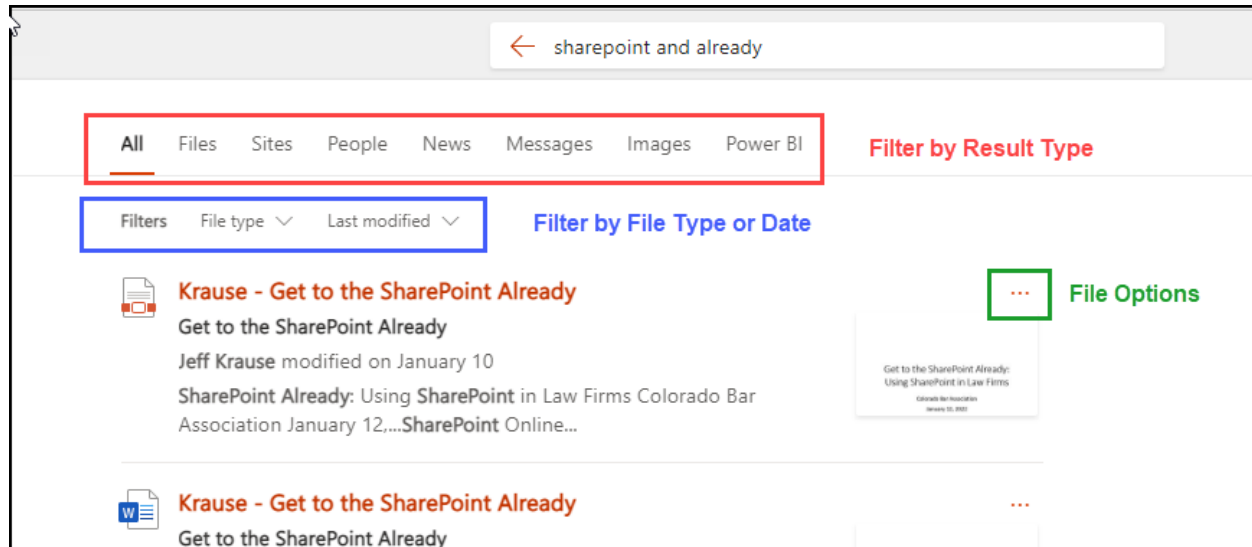 sharepoint and already
All Files Sites People News Messages Images Power BI
Filter by Result Type
Filters File type Last modified
Filter by File Type or Date
Krause - Get to the SharePoint Already
...
File Options
Get to the SharePoint Already
Jeff Krause modified on January 10
SharePoint Already: Using SharePoint in Law Firms Colorado Bar
Association January 12,...SharePoint Online...
Get to the SharePoint Already:
Using SharePoint in Law Firms
Colorado Bar Association
W
Krause - Get to the SharePoint Already
...
Get to the SharePoint Already